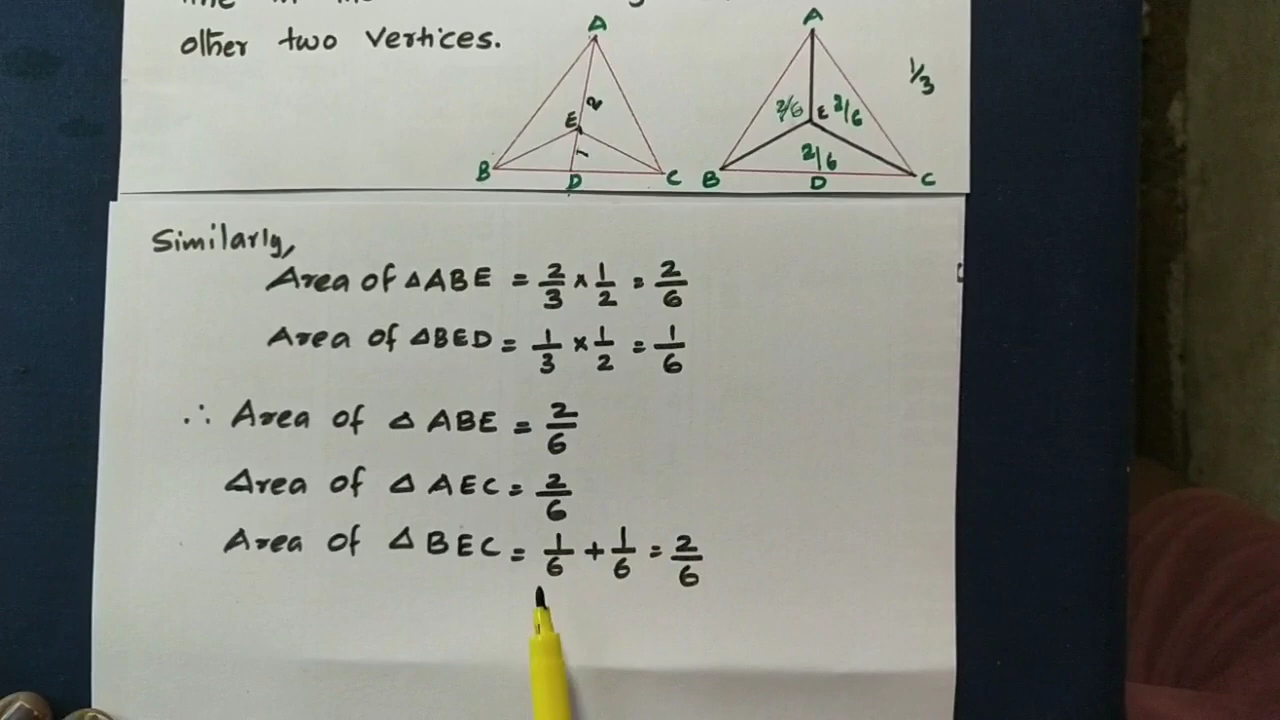 other two vertices.
A
2
E
1
B
D
C
A
1/3
2/6 E 2/6
2/6
B
D
C
Similarly,
Area of ΔABE = 2/3 × 1/2 = 2/6
Area of ΔBED = 1/3 × 1/2 = 1/6
∴ Area of Δ ABE = 2/6
Area of Δ AEC = 2/6
Area of Δ BEC = 1/6 + 1/6 = 2/6